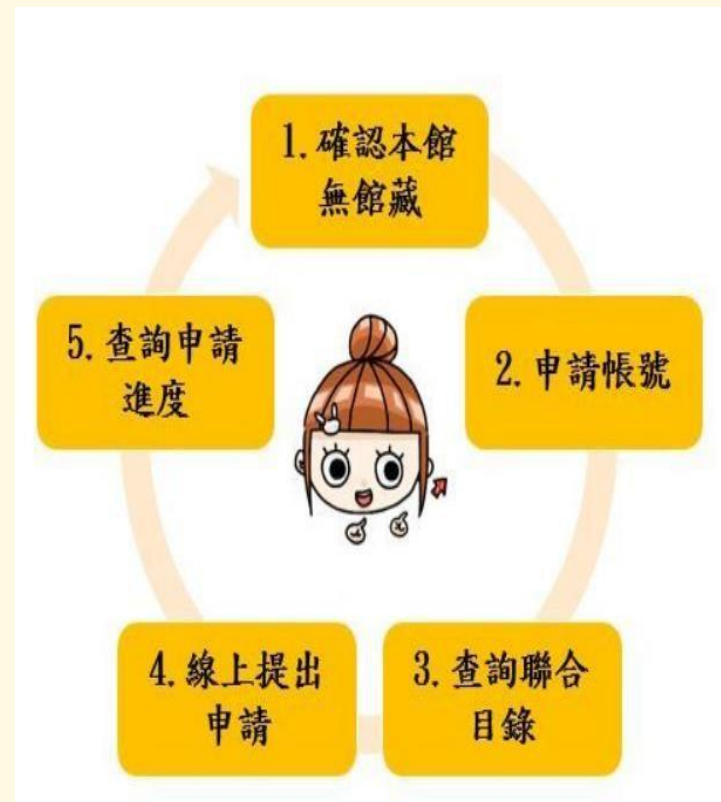 1.確認本館
無館藏
2.申請帳號
3.查詢聯合
目錄
4.線上提出
申請
5.查詢申請
進度